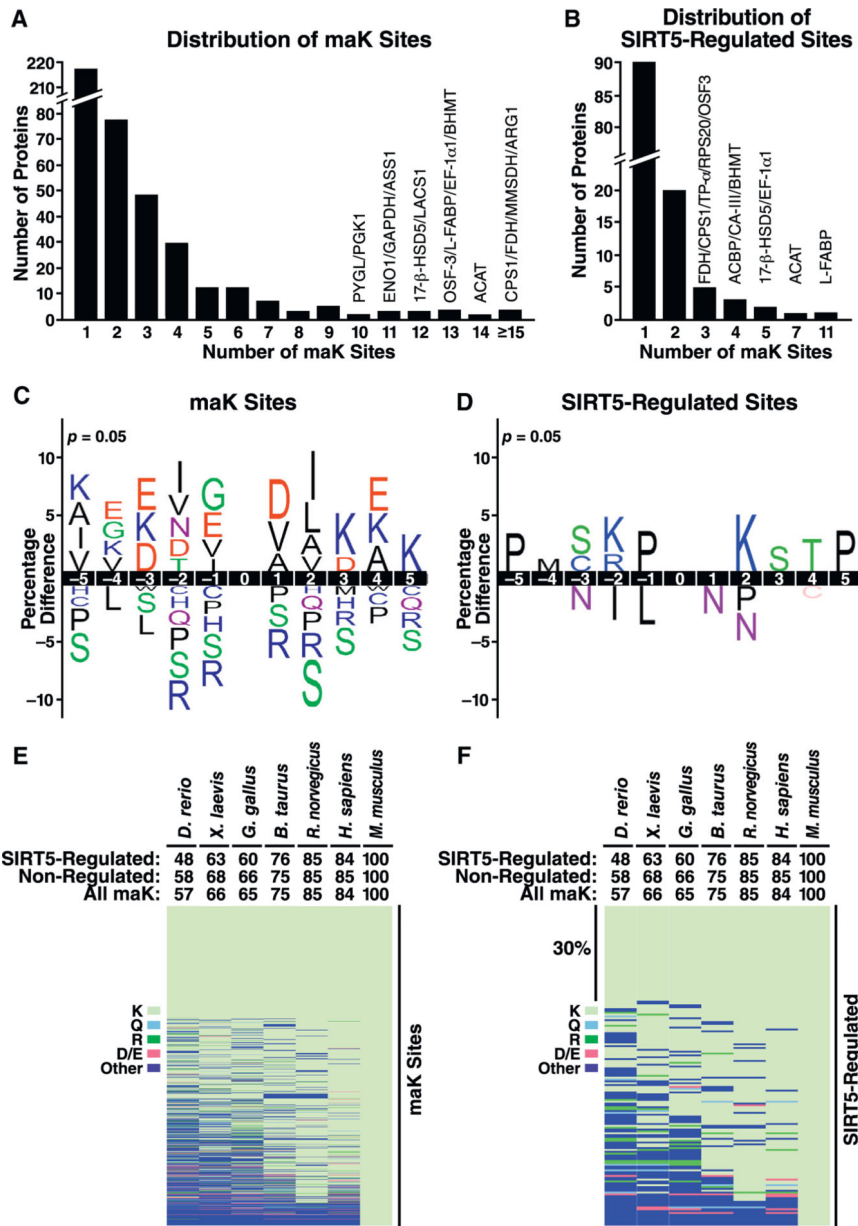 A
Distribution of maK Sites
Number of Proteins
220
210
80
70
60
50
40
30
20
10
0
PYGL/PGK1
ENO1/GAPDH/ASS1
17-β-HSD5/LACS1
OSF-3/L-FABP/EF-1α1/BHMT
ACAT
CPS1/FDH/MMSDH/ARG1
1 2 3 4 5 6 7 8 9 10 11 12 13 14 ≥15
Number of maK Sites
B
Distribution of
SIRT5-Regulated Sites
Number of Proteins
90
80
20
10
0
FDH/CPS1/TP-α/RPS20/OSF3
ACBP/CA-III/BHMT
17-β-HSD5/EF-1α1
ACAT
L-FABP
1 2 3 4 5 7 11
Number of maK Sites
C
maK Sites
p = 0.05
Percentage
Difference
10
5
−5
−10
K E E I G D I K E K
A G K V E V L D K
I K D N V A A A
V V D I V
T
−5 −4 −3 −2 −1 0 1 2 3 4 5
H L S C C P H M C C
C L H P S Q H P Q
P Q H R P R R
S P S R S S
S R S
R
D
SIRT5-Regulated Sites
p = 0.05
Percentage
Difference
10
5
−5
−10
P M S K P K S T P
C R
−5 −4 −3 −2 −1 0 1 2 3 4 5
N I L N P C
N
E
D. rerio
X. laevis
G. gallus
B. taurus
R. norvegicus
H. sapiens
M. musculus
SIRT5-Regulated: 48 63 60 76 85 84 100
Non-Regulated: 58 68 66 75 85 85 100
All maK: 57 66 65 75 85 84 100
K
Q
R
D/E
Other
maK Sites
F
D. rerio
X. laevis
G. gallus
B. taurus
R. norvegicus
H. sapiens
M. musculus
SIRT5-Regulated: 48 63 60 76 85 84 100
Non-Regulated: 58 68 66 75 85 85 100
All maK: 57 66 65 75 85 84 100
30%
K
Q
R
D/E
Other
SIRT5-Regulated